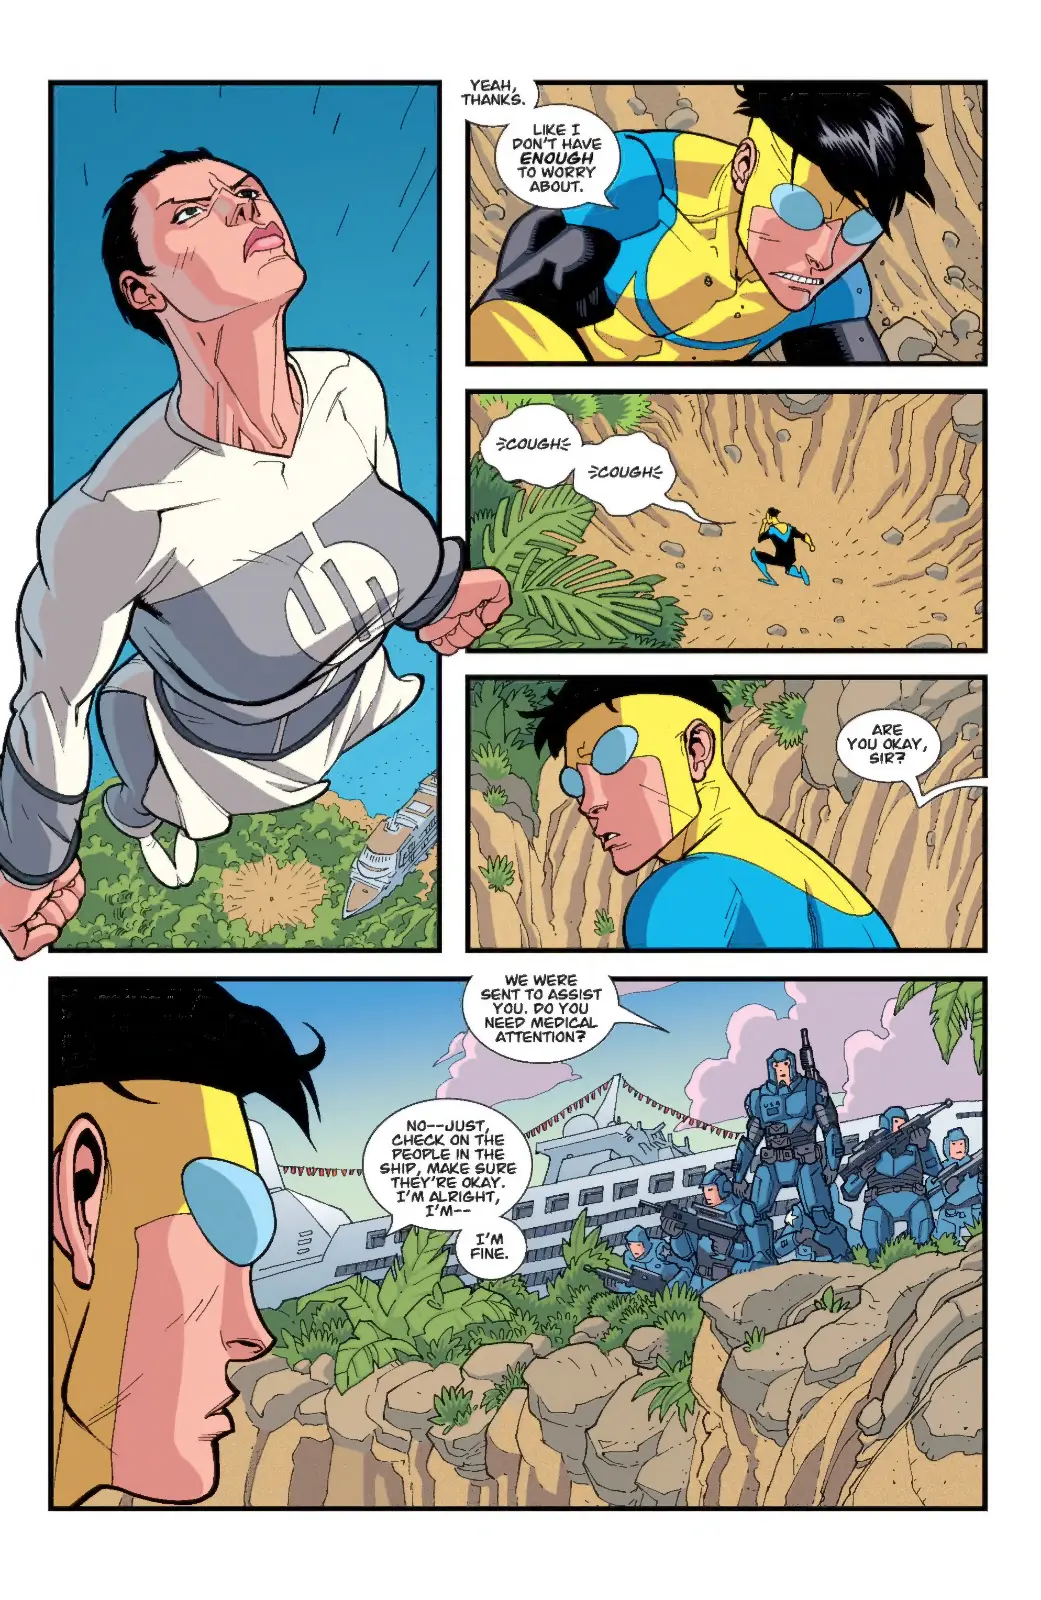 YEAH,
THANKS.
LIKE I
DON'T HAVE
ENOUGH
TO WORRY
ABOUT.
COUGH
COUGH
ARE
YOU OKAY,
SIR?
WE WERE
SENT TO ASSIST
YOU. DO YOU
NEED MEDICAL
ATTENTION?
NO--JUST,
CHECK ON THE
PEOPLE IN THE
SHIP, MAKE SURE
THEY'RE OKAY.
I'M ALRIGHT,
I'M--
I'M
FINE.